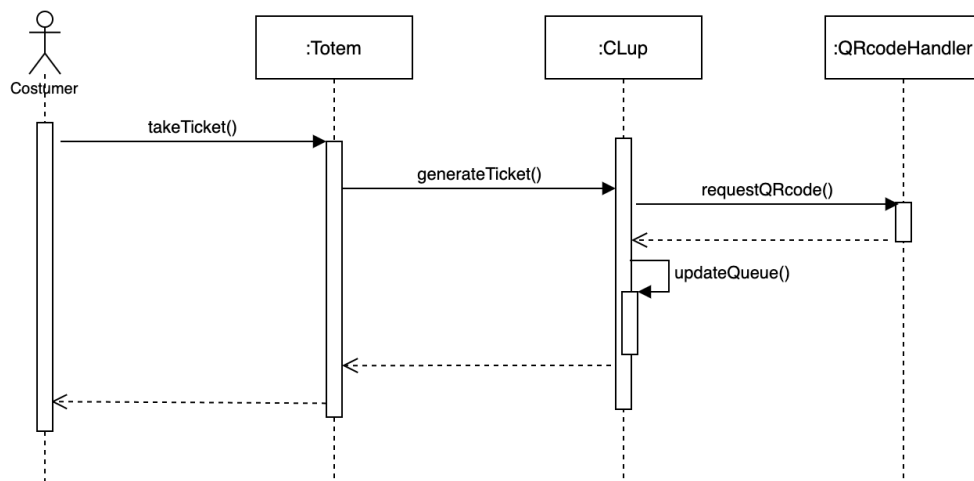 :Totem
:CLup
:QRcodeHandler
Costumer
takeTicket()
generateTicket()
requestQRcode()
updateQueue()